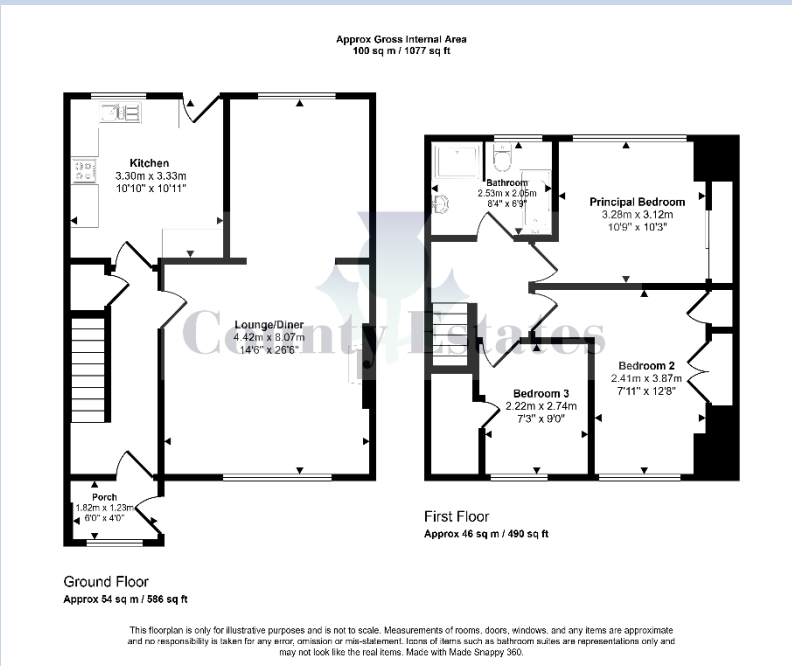 Approx Gross Internal Area
100 sq m / 1077 sq ft
Kitchen
3.30m x 3.33m
10'10" x 10'11"
Lounge/Diner
4.42m x 8.07m
14'6" x 26'6"
Porch
1.82m x 1.23m
6'0" x 4'0"
Ground Floor
Approx 54 sq m / 586 sq ft
Bathroom
2.53m x 2.05m
8'4" x 6'9"
Principal Bedroom
3.28m x 3.12m
10'9" x 10'3"
Bedroom 2
2.41m x 3.87m
7'11" x 12'8"
Bedroom 3
2.22m x 2.74m
7'3" x 9'0"
First Floor
Approx 46 sq m / 490 sq ft
County Estates
This floorplan is only for illustrative purposes and is not to scale. Measurements of rooms, doors, windows, and any items are approximate
and no responsibility is taken for any error, omission or mis-statement. Icons of items such as bathroom suites are representations only and
may not look like the real items. Made with Made Snappy 360.